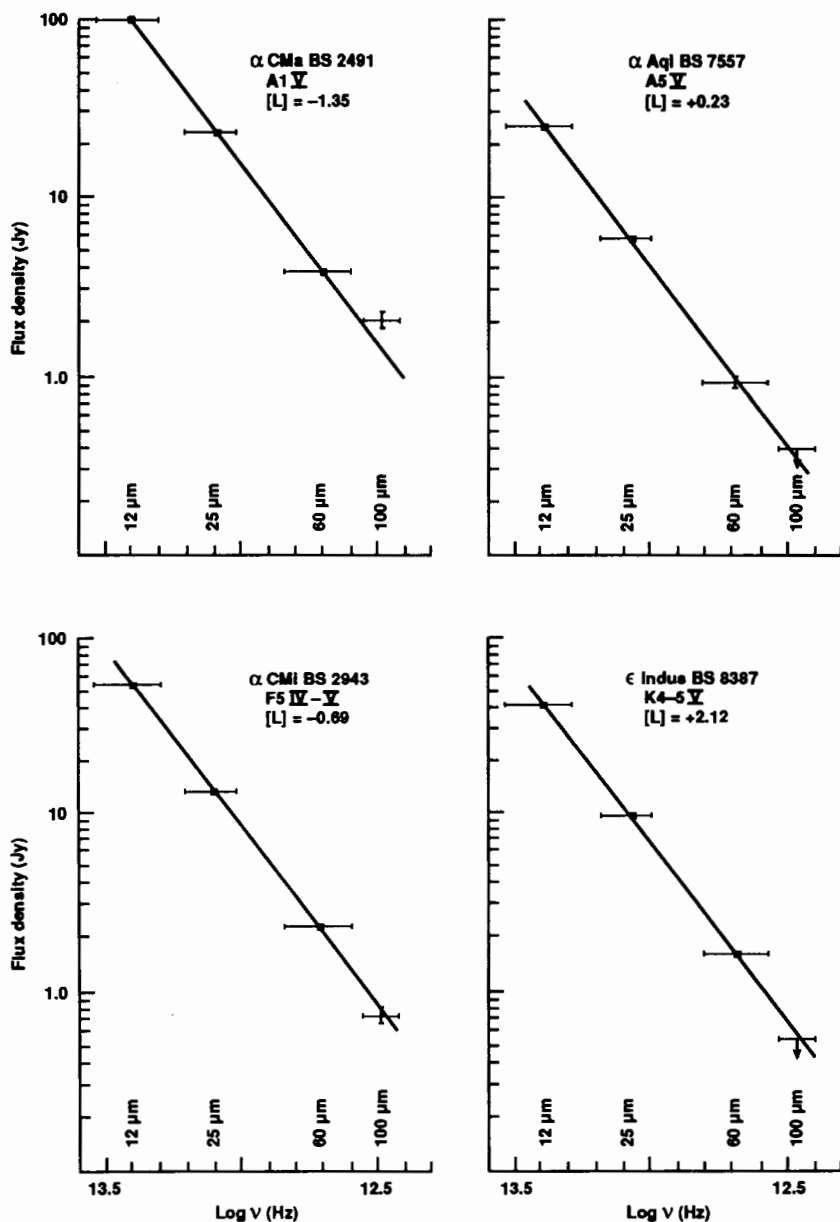 100
10
1.0
Flux density (Jy)
α CMa BS 2491
A1 V
[L] = –1.35
12 µm
25 µm
60 µm
100 µm
α Aql BS 7557
A5 V
[L] = +0.23
12 µm
25 µm
60 µm
100 µm
100
10
1.0
Flux density (Jy)
α CMi BS 2943
F5 IV – V
[L] = –0.69
12 µm
25 µm
60 µm
100 µm
13.5
12.5
Log ν (Hz)
ϵ Indus BS 8387
K4–5 V
[L] = +2.12
12 µm
25 µm
60 µm
100 µm
13.5
12.5
Log ν (Hz)